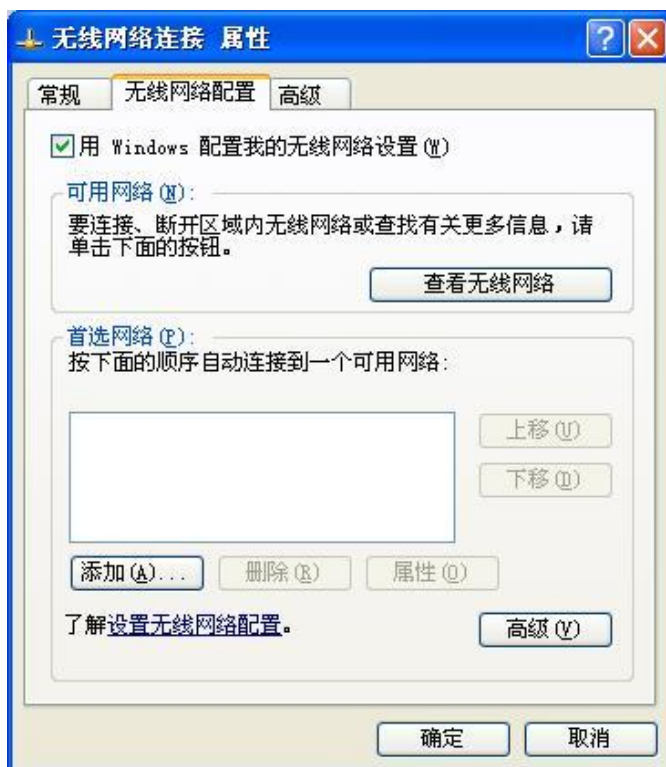 无线网络连接 属性
常规 无线网络配置 高级
用 Windows 配置我的无线网络设置(W)
可用网络(N):
要连接、断开区域内无线网络或查找有关更多信息，请
单击下面的按钮。
查看无线网络
首选网络(P):
按下面的顺序自动连接到一个可用网络:
上移(U)
下移(D)
添加(A)... 删除(R) 属性(O)
了解设置无线网络配置。 高级(V)
确定 取消